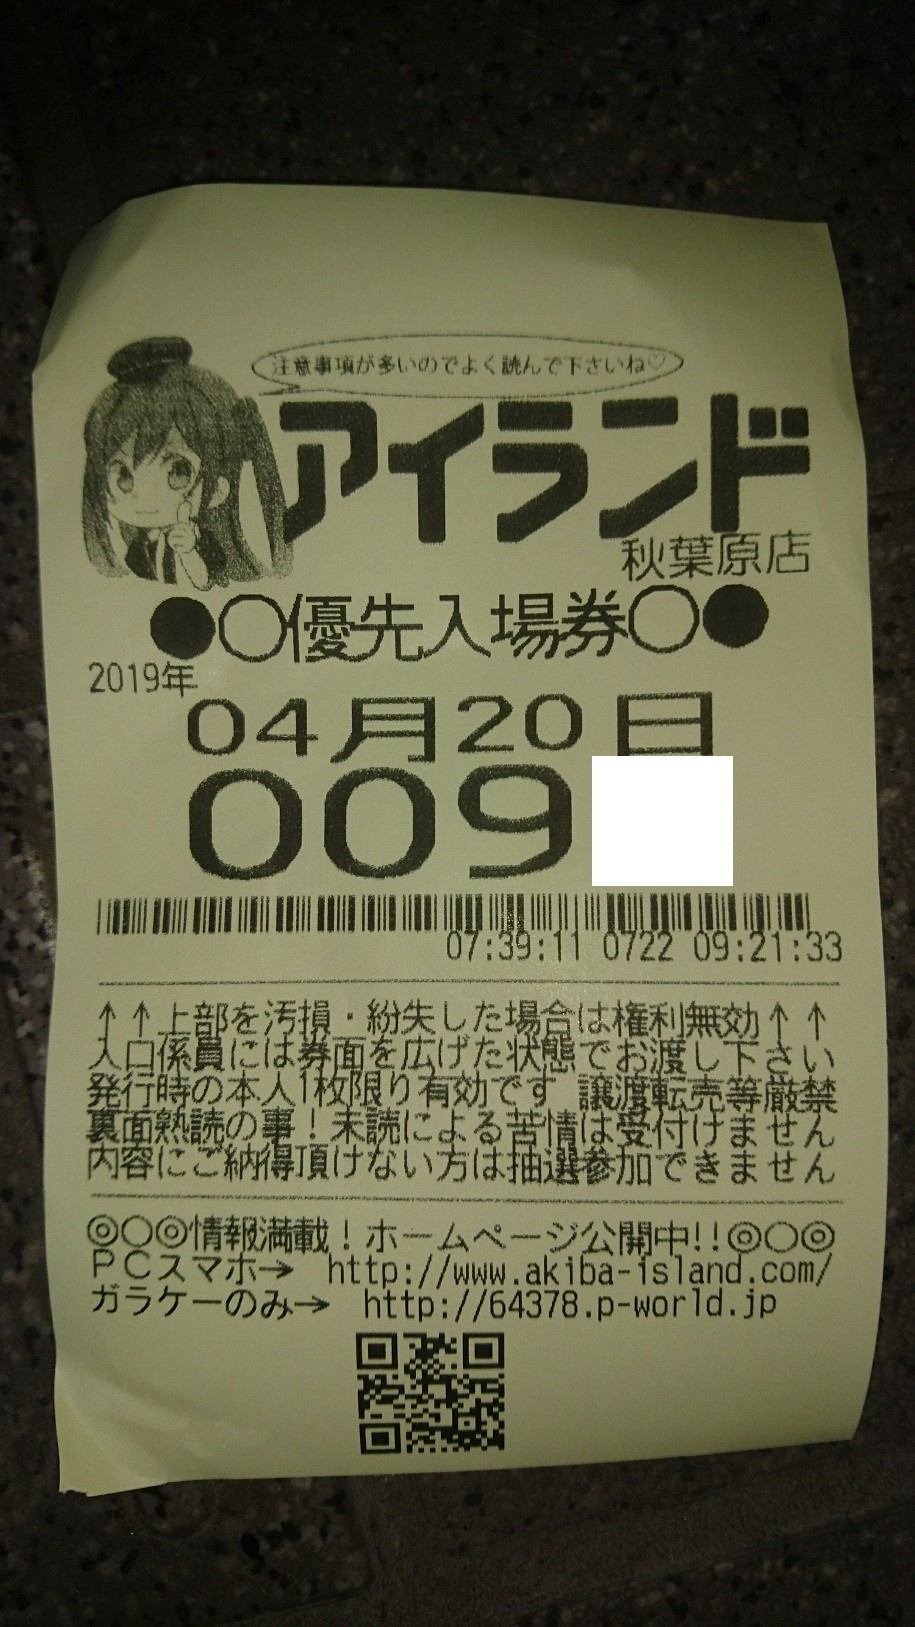 注意事項が多いのでよく読んで下さいね♡
アイランド
秋葉原店
●○優先入場券○●
2019年
04月20日
009
07:39:11 0722 09:21:33
↑↑上部を汚損・紛失した場合は権利無効↑↑
入口係員には券面を広げた状態でお渡し下さい
発行時の本人1枚限り有効です 譲渡転売等厳禁
裏面熟読の事！未読による苦情は受付けません
内容にご納得頂けない方は抽選参加できません
◎○◎情報満載！ホームページ公開中!!◎○◎
PCスマホ→ http://www.akiba-island.com/
ガラケーのみ→ http://64378.p-world.jp